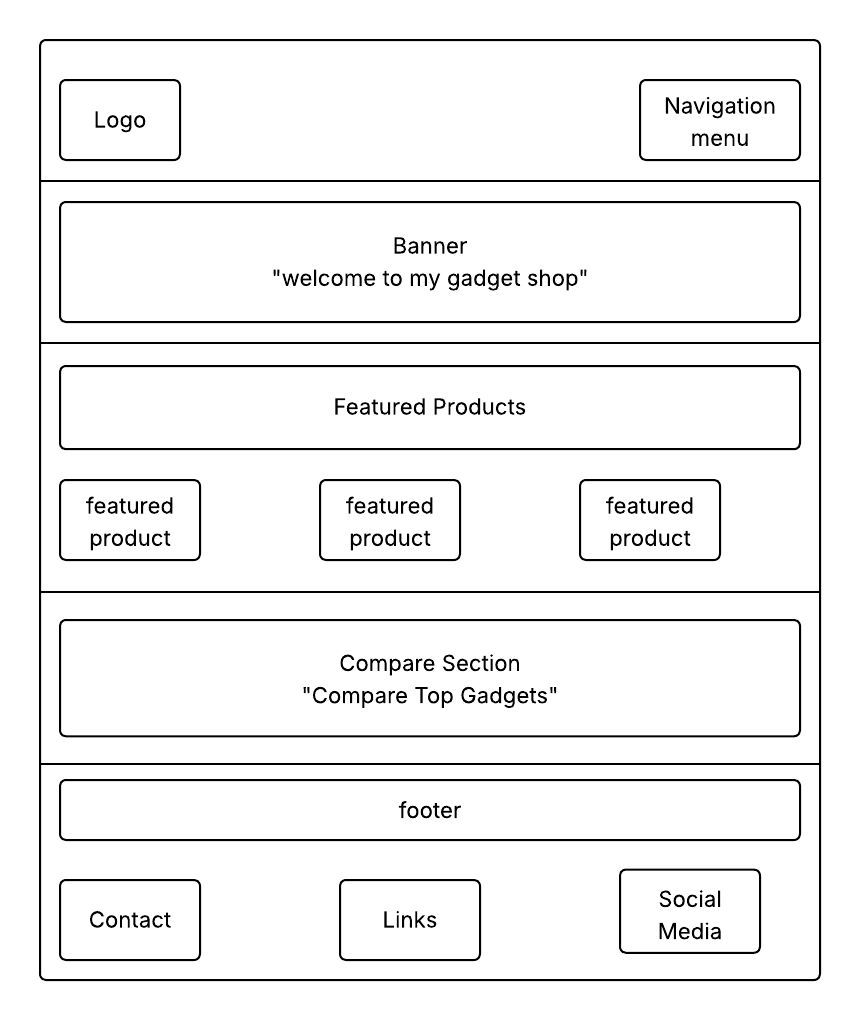 Logo
Navigation
menu
Banner
"welcome to my gadget shop"
Featured Products
featured
product
featured
product
featured
product
Compare Section
"Compare Top Gadgets"
footer
Contact
Links
Social
Media